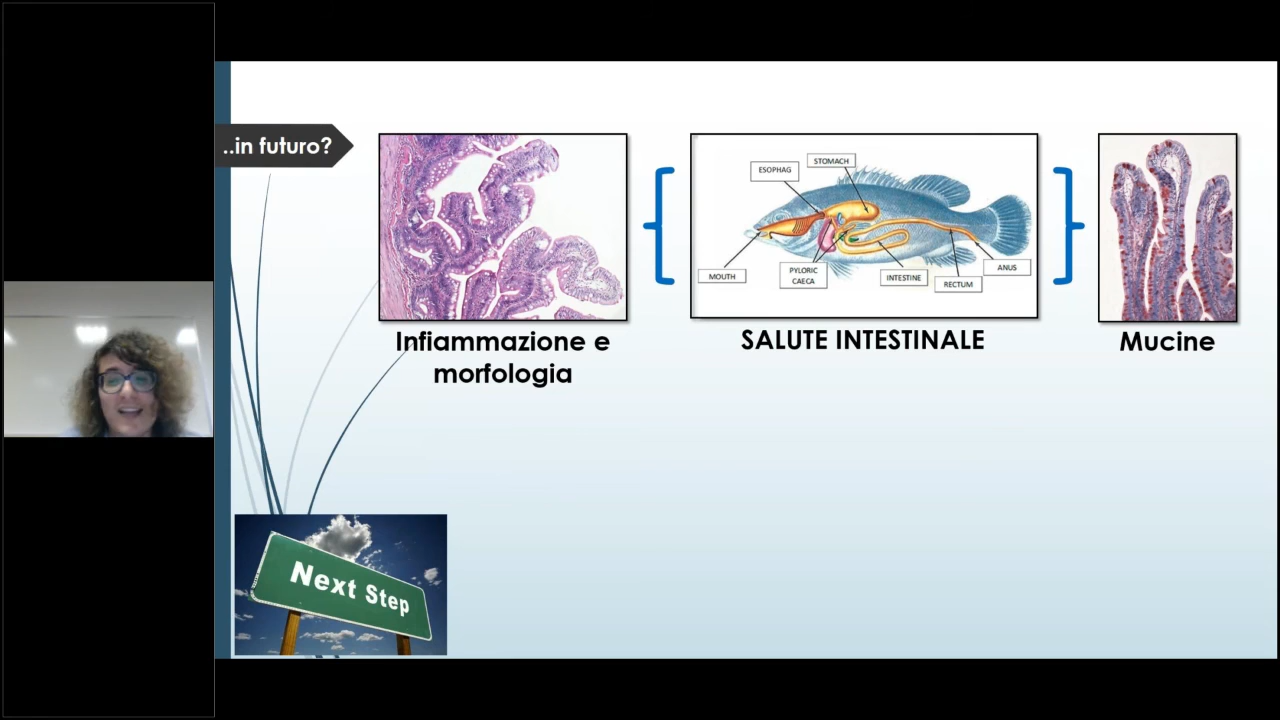 ..in futuro?
ESOPHAG
STOMACH
MOUTH
PYLORIC
CAECA
INTESTINE
RECTUM
ANUS
Infiammazione e
morfologia
SALUTE INTESTINALE
Mucine
Next Step